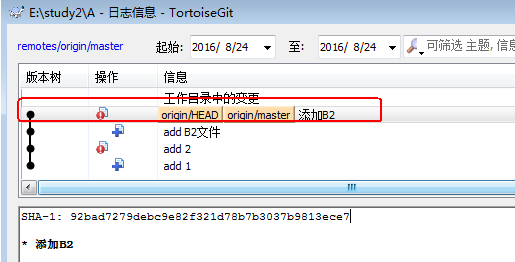 E:\study2\A - 日志信息 - TortoiseGit
remotes/origin/master 起始: 2016/ 8/24 至: 2016/ 8/24 可筛选 主题, 信息
版本树 操作 信息
工作目录中的变更
origin/HEAD origin/master 添加B2
add B2文件
add 2
add 1
SHA-1: 92bad7279debc9e82f321d78b7b3037b9813ece7
* 添加B2